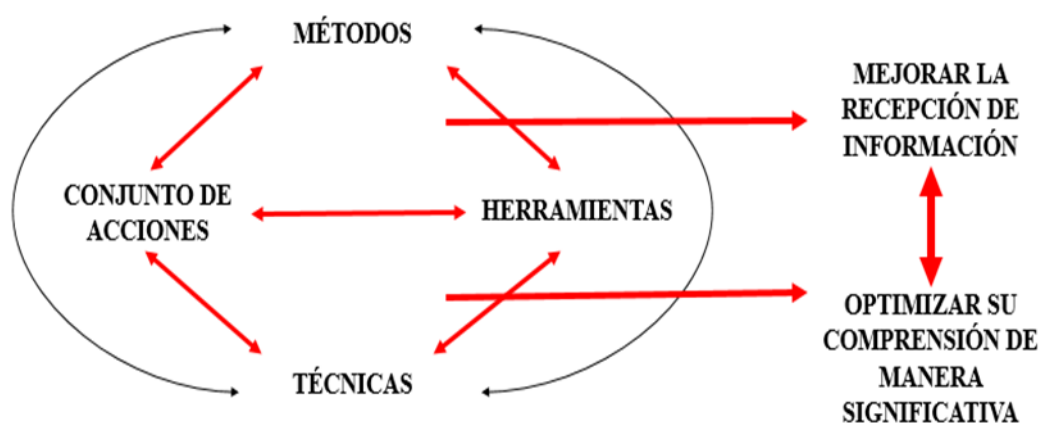 MÉTODOS
CONJUNTO DE
ACCIONES
HERRAMIENTAS
TÉCNICAS
MEJORAR LA
RECEPCIÓN DE
INFORMACIÓN
OPTIMIZAR SU
COMPRENSIÓN DE
MANERA
SIGNIFICATIVA